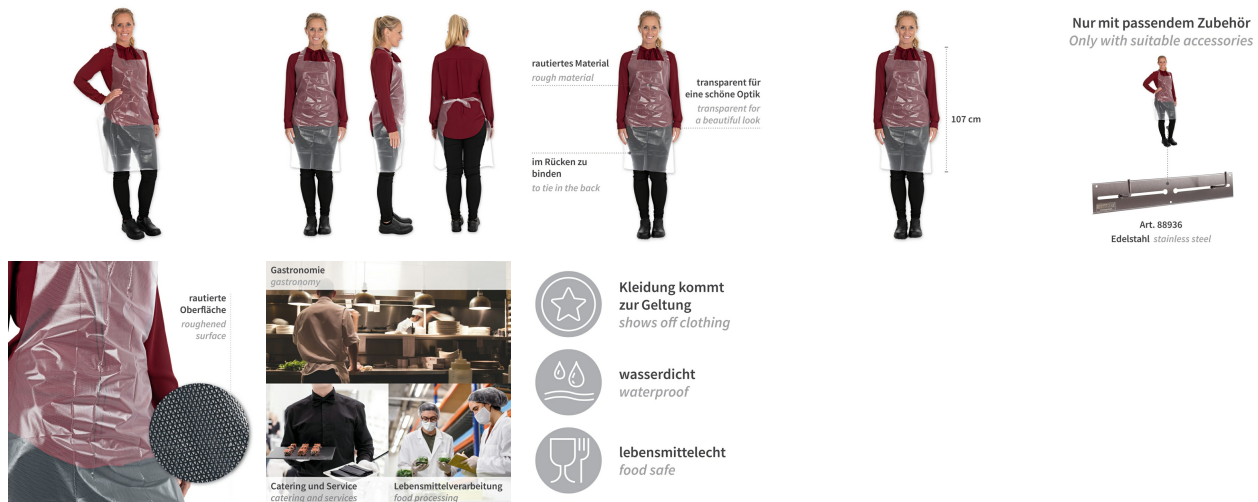 rautiertes Material
rough material
transparent für
eine schöne Optik
transparent for
a beautiful look
im Rücken zu
binden
to tie in the back
107 cm
Nur mit passendem Zubehör
Only with suitable accessories
Art. 88936
Edelstahl stainless steel
rautierte
Oberfläche
roughened
surface
Gastronomie
gastronomy
Catering und Service
catering and services
Lebensmittelverarbeitung
food processing
Kleidung kommt
zur Geltung
shows off clothing
wasserdicht
waterproof
lebensmittelecht
food safe